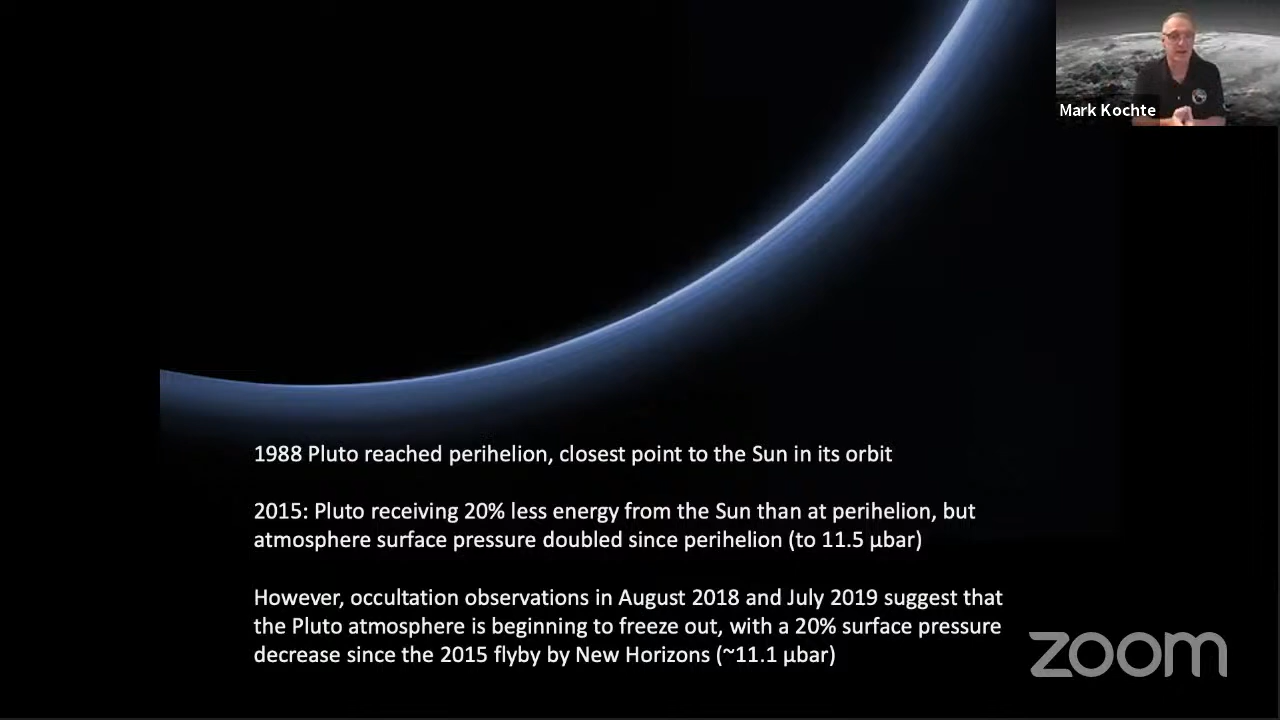 Mark Kochte
1988 Pluto reached perihelion, closest point to the Sun in its orbit
2015: Pluto receiving 20% less energy from the Sun than at perihelion, but
atmosphere surface pressure doubled since perihelion (to 11.5 µbar)
However, occultation observations in August 2018 and July 2019 suggest that
the Pluto atmosphere is beginning to freeze out, with a 20% surface pressure
decrease since the 2015 flyby by New Horizons (~11.1 µbar)
zoom